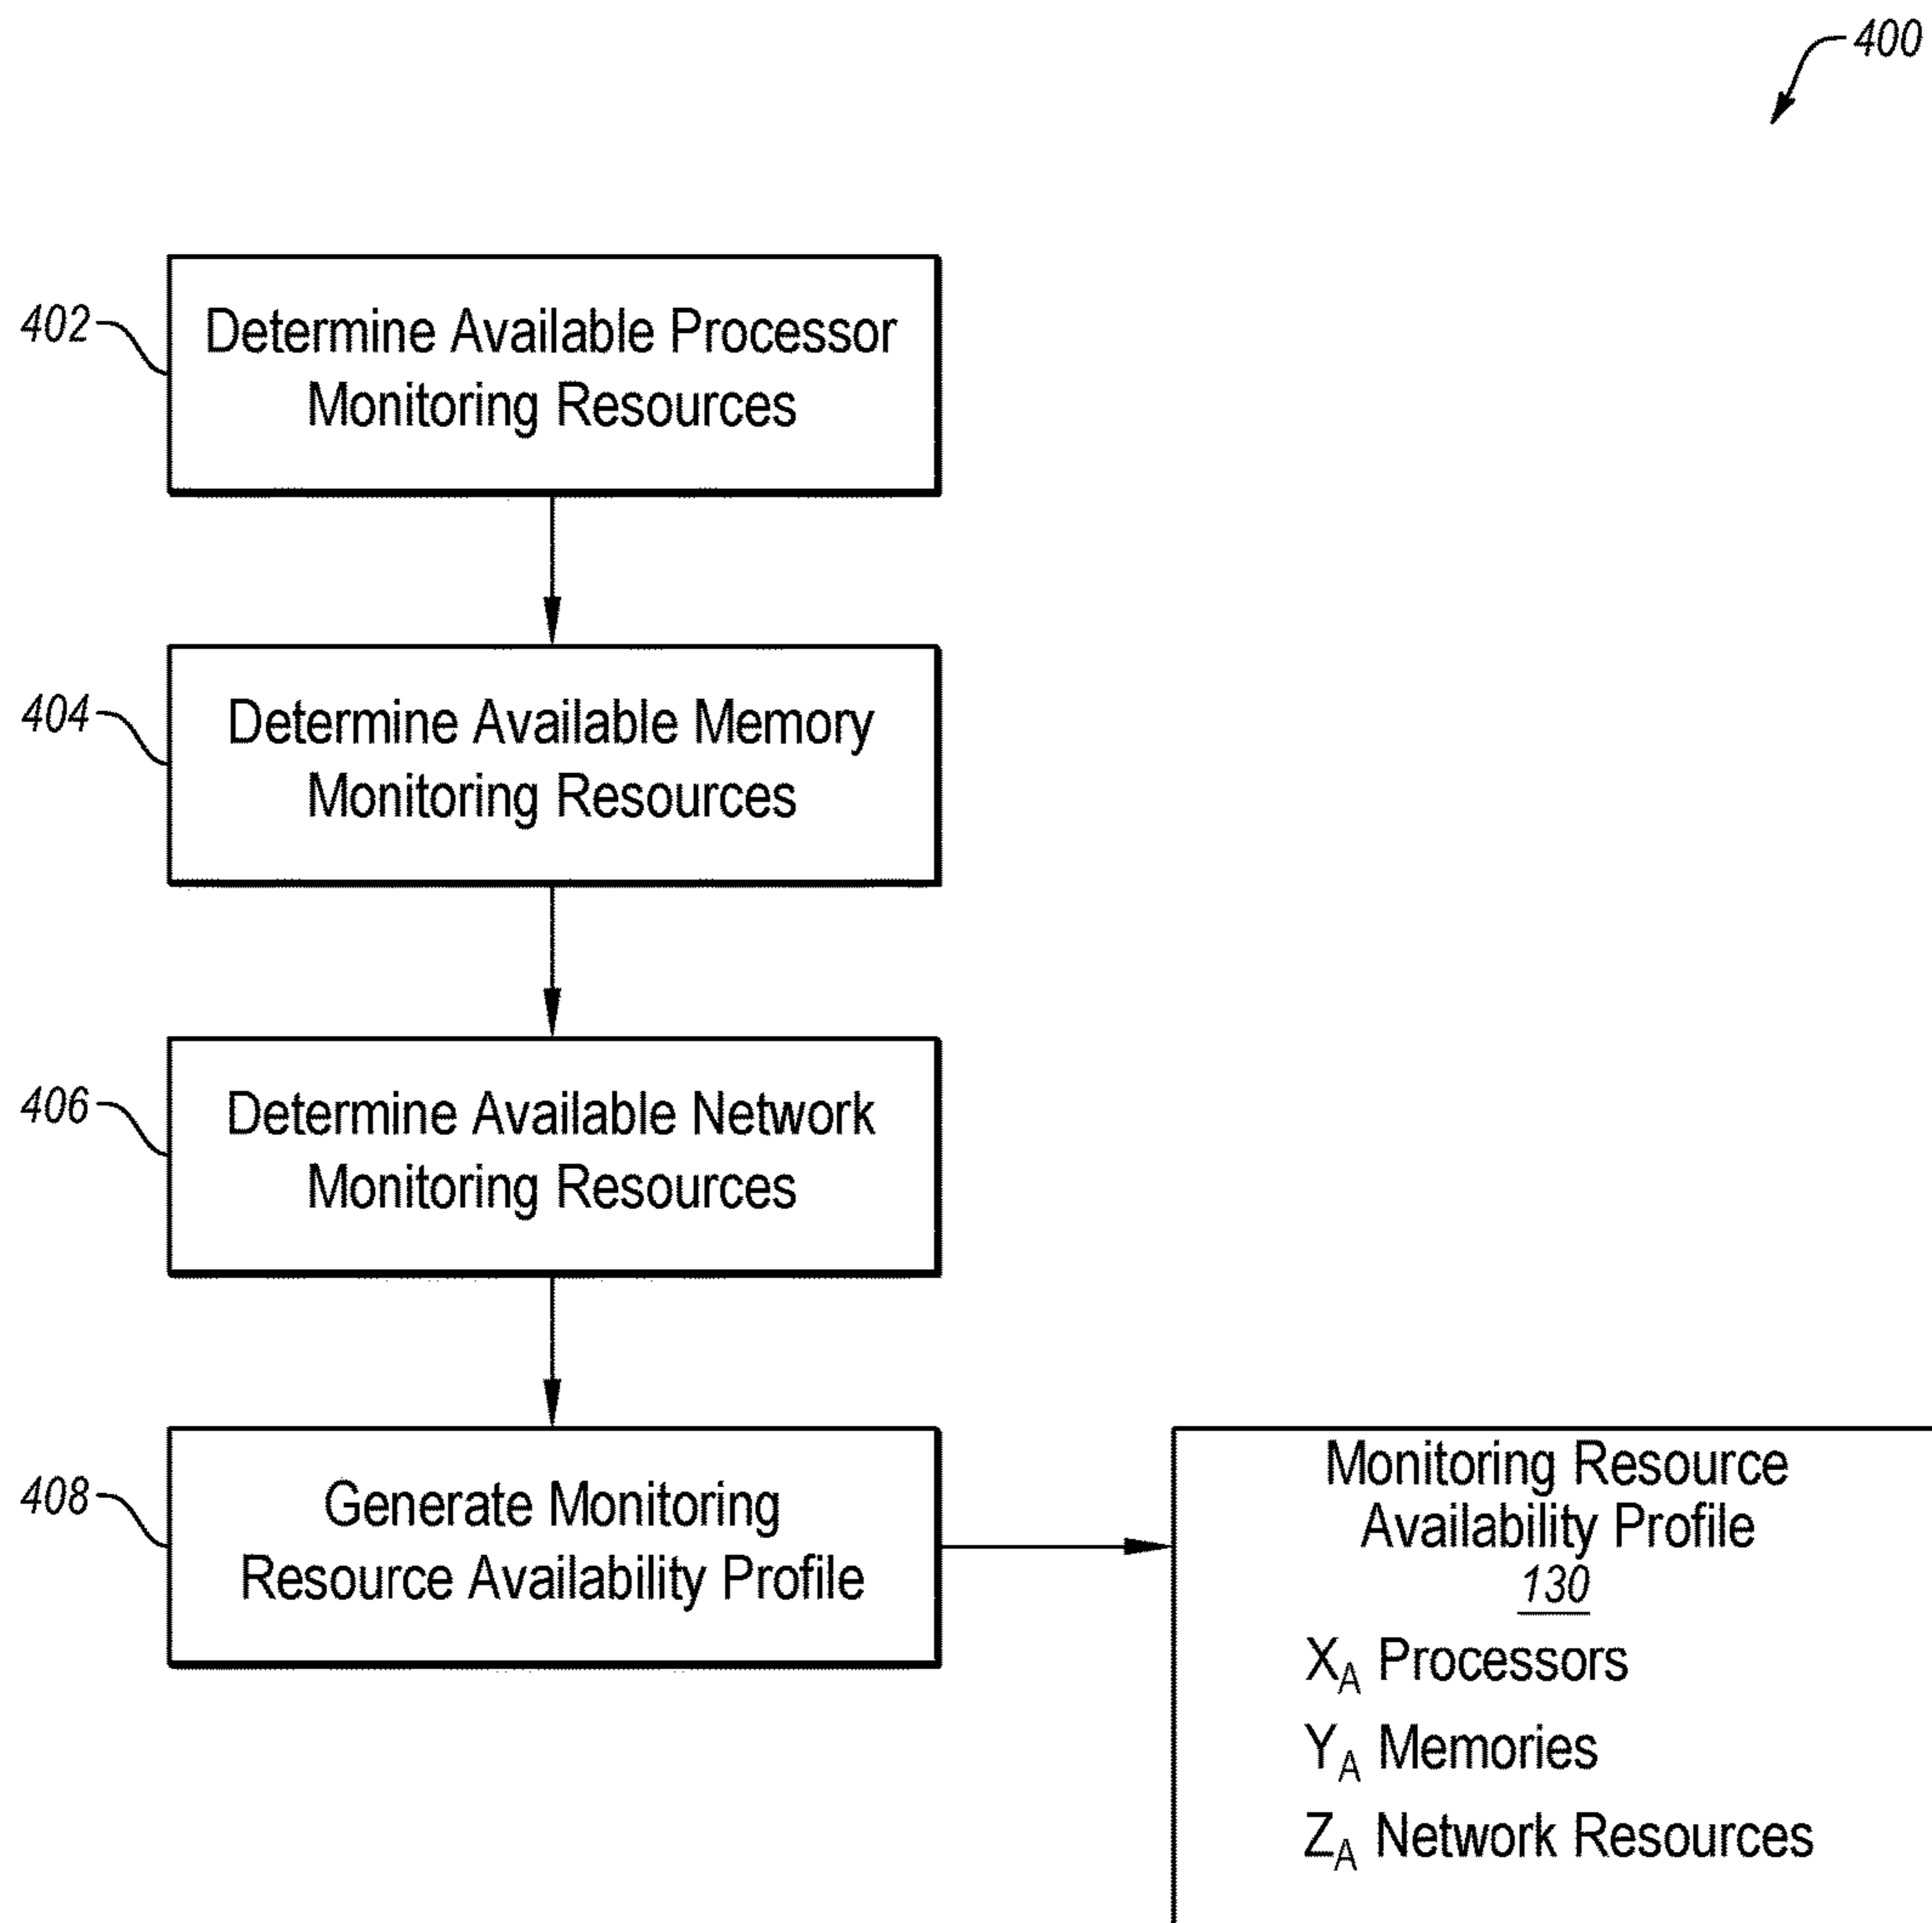 400
402
Determine Available Processor
Monitoring Resources
404
Determine Available Memory
Monitoring Resources
406
Determine Available Network
Monitoring Resources
408
Generate Monitoring
Resource Availability Profile
Monitoring Resource
Availability Profile
130
XA Processors
YA Memories
ZA Network Resources